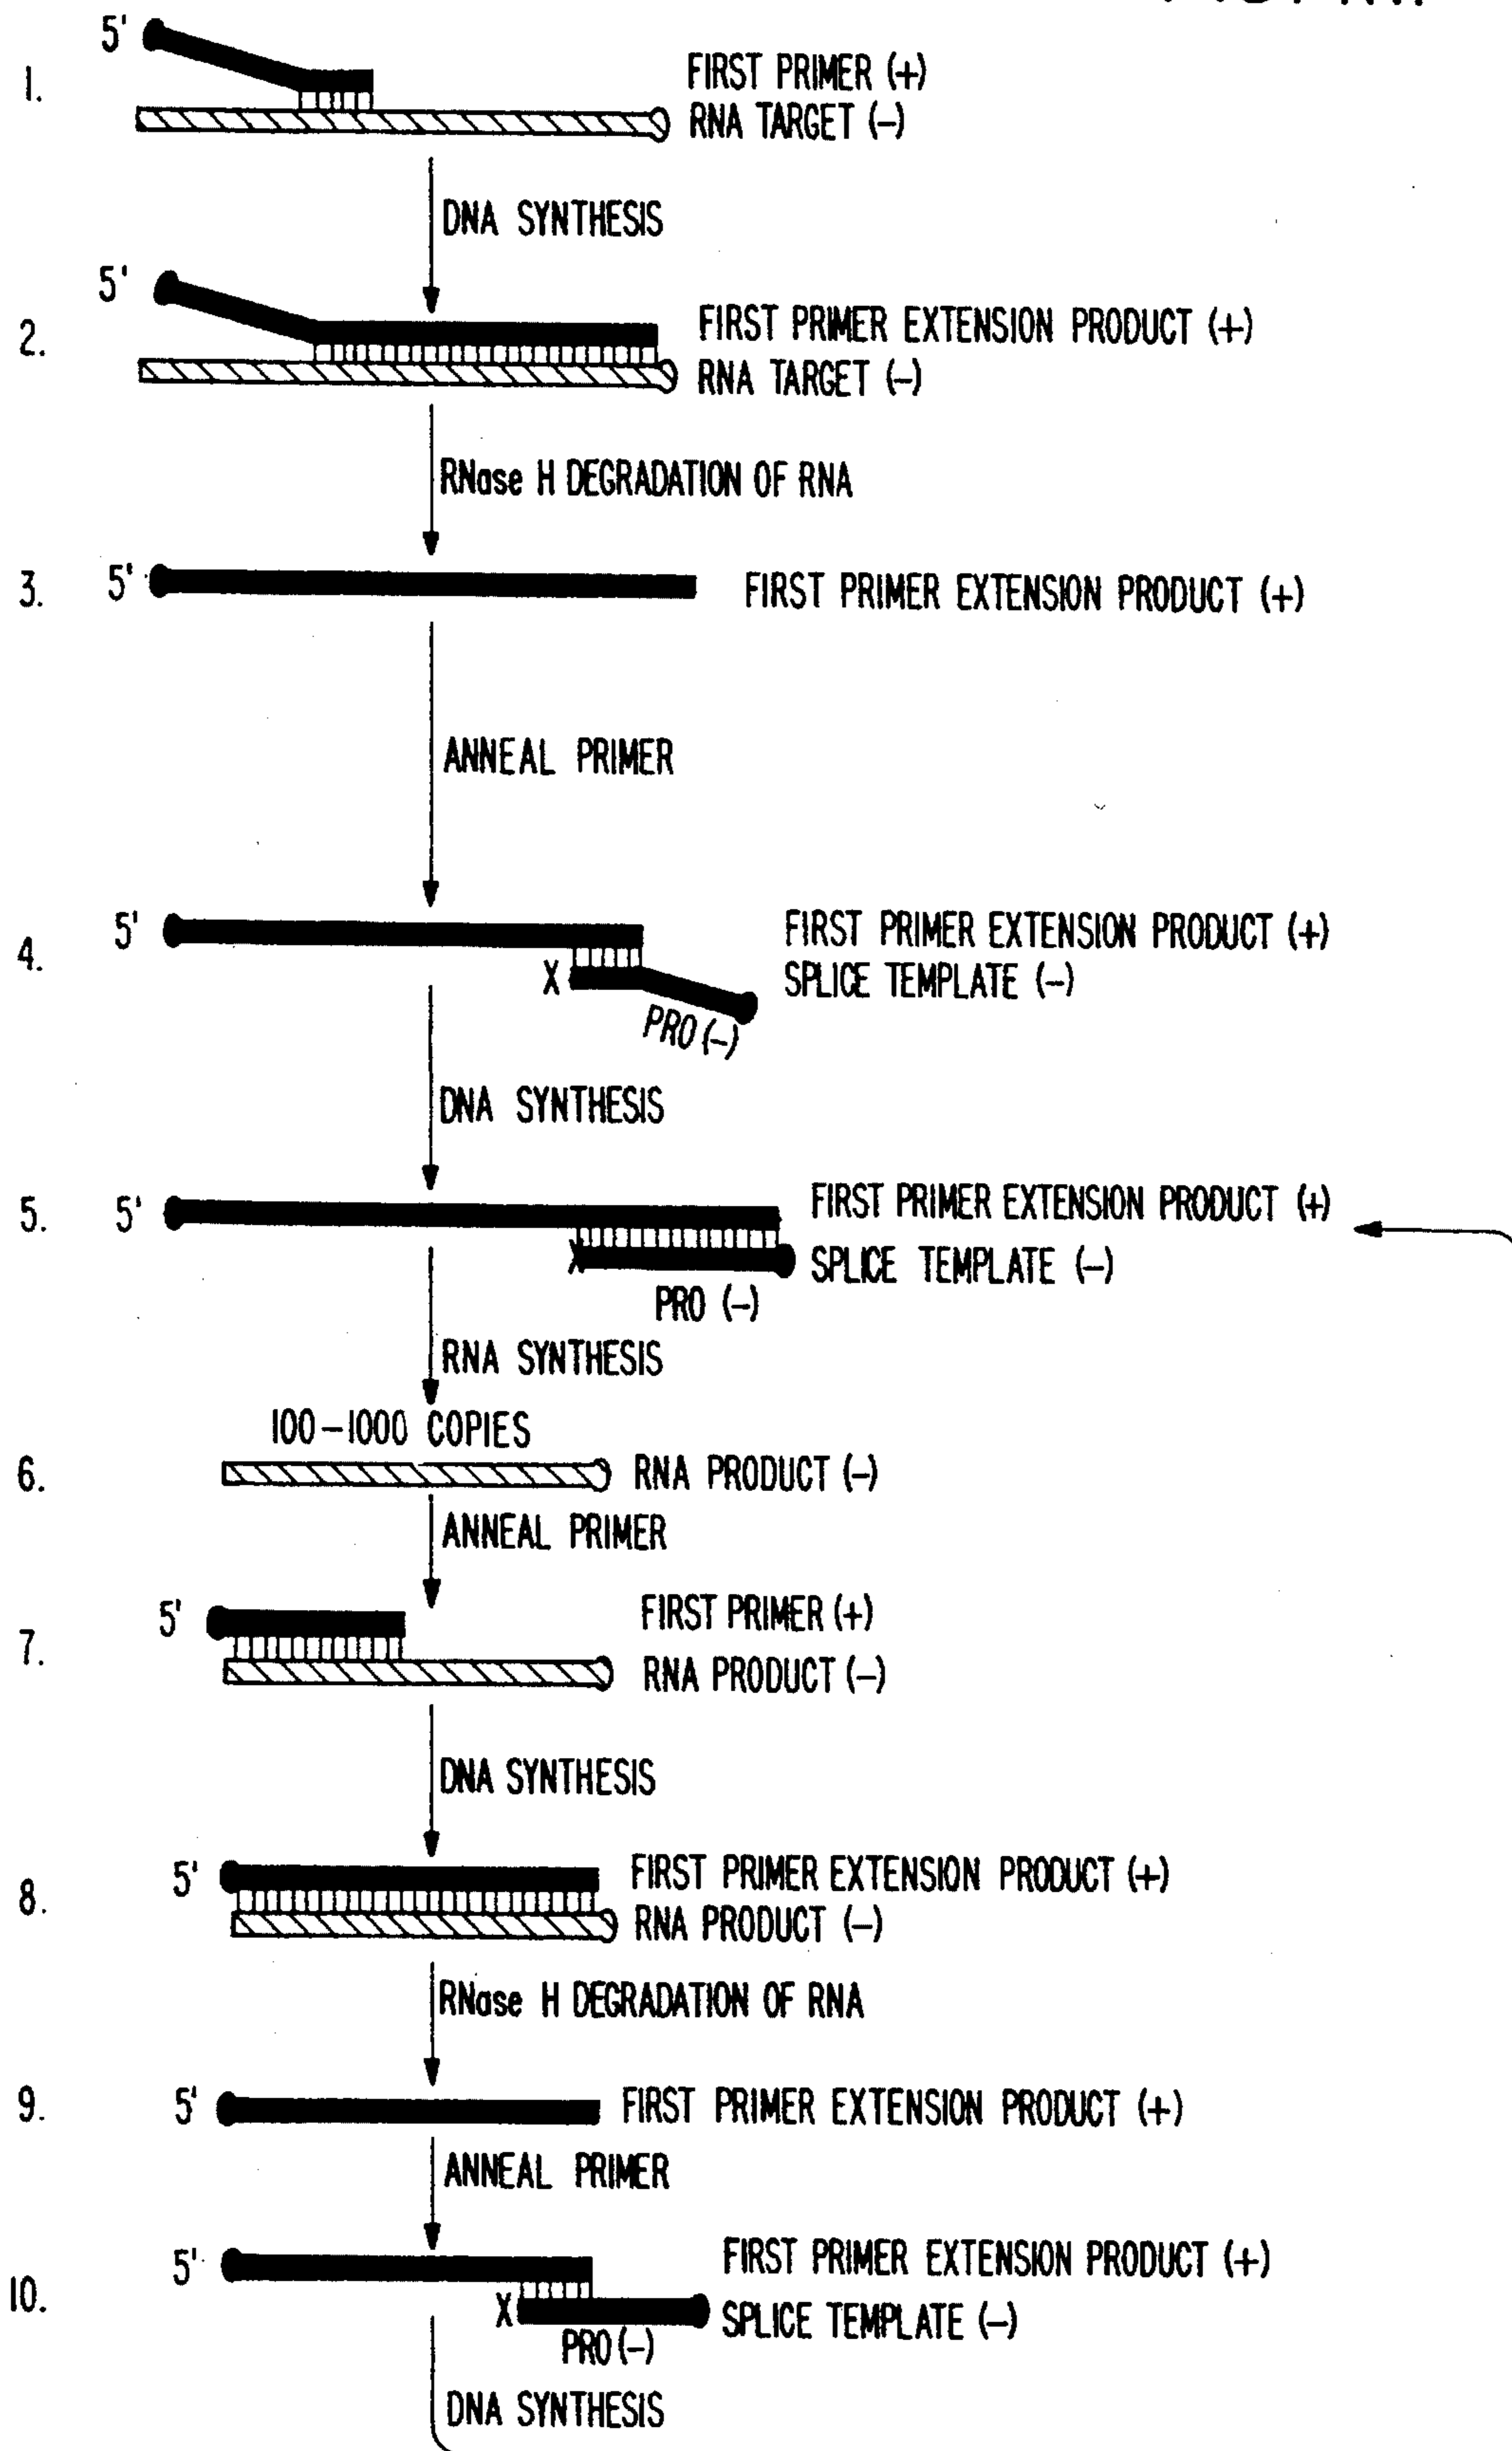 5'
1.
FIRST PRIMER (+)
RNA TARGET (-)
DNA SYNTHESIS
5'
2.
FIRST PRIMER EXTENSION PRODUCT (+)
RNA TARGET (-)
RNase H DEGRADATION OF RNA
3.
5'
FIRST PRIMER EXTENSION PRODUCT (+)
ANNEAL PRIMER
4.
5'
FIRST PRIMER EXTENSION PRODUCT (+)
X
SPLICE TEMPLATE (-)
PRO (-)
DNA SYNTHESIS
5.
5'
FIRST PRIMER EXTENSION PRODUCT (+)
X
SPLICE TEMPLATE (-)
PRO (-)
RNA SYNTHESIS
100-1000 COPIES
6.
RNA PRODUCT (-)
ANNEAL PRIMER
7.
5'
FIRST PRIMER (+)
RNA PRODUCT (-)
DNA SYNTHESIS
8.
5'
FIRST PRIMER EXTENSION PRODUCT (+)
RNA PRODUCT (-)
RNase H DEGRADATION OF RNA
9.
5'
FIRST PRIMER EXTENSION PRODUCT (+)
ANNEAL PRIMER
10.
5'
FIRST PRIMER EXTENSION PRODUCT (+)
X
SPLICE TEMPLATE (-)
PRO (-)
DNA SYNTHESIS